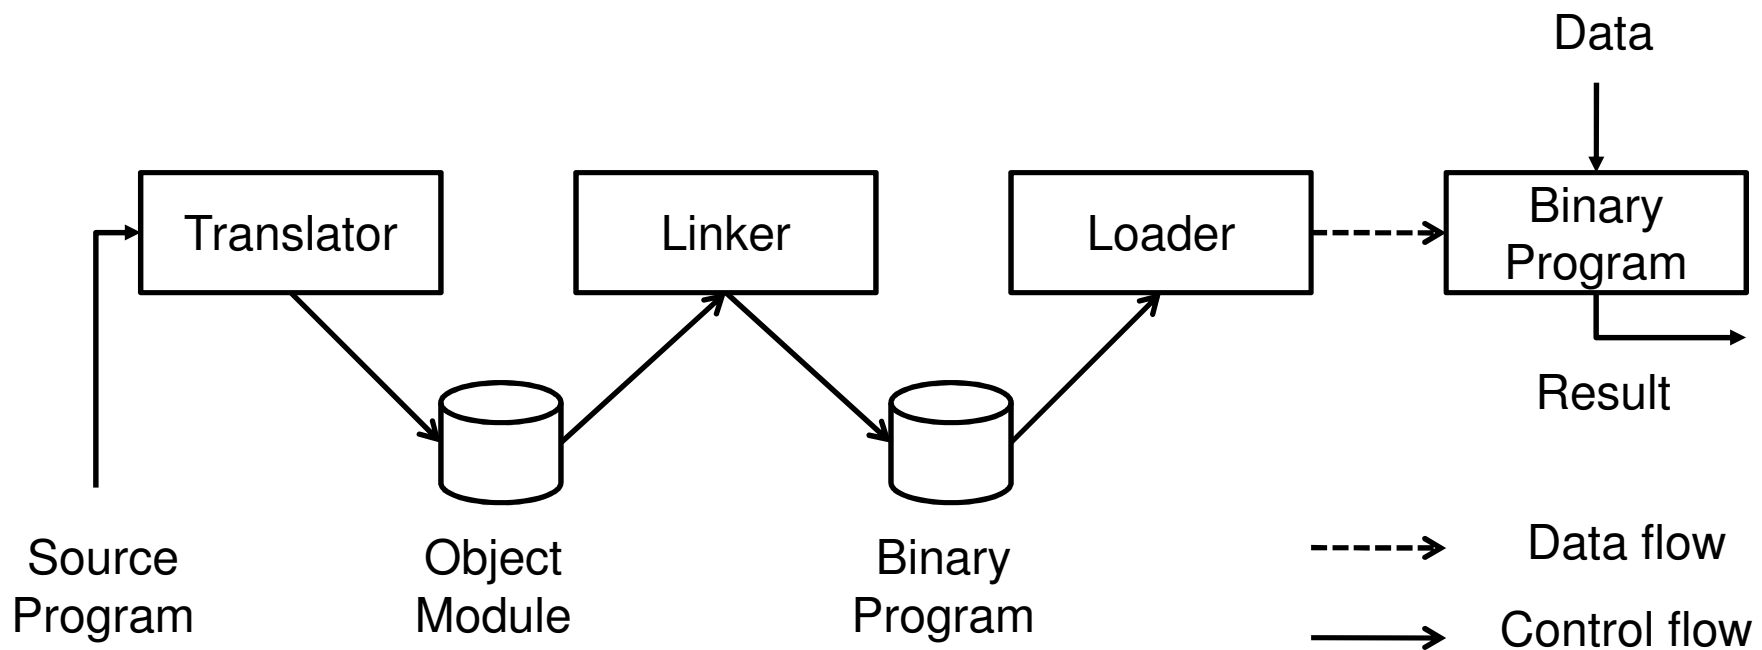 Data
Translator
Linker
Loader
Binary
Program
Result
Source
Program
Object
Module
Binary
Program
Data flow
Control flow